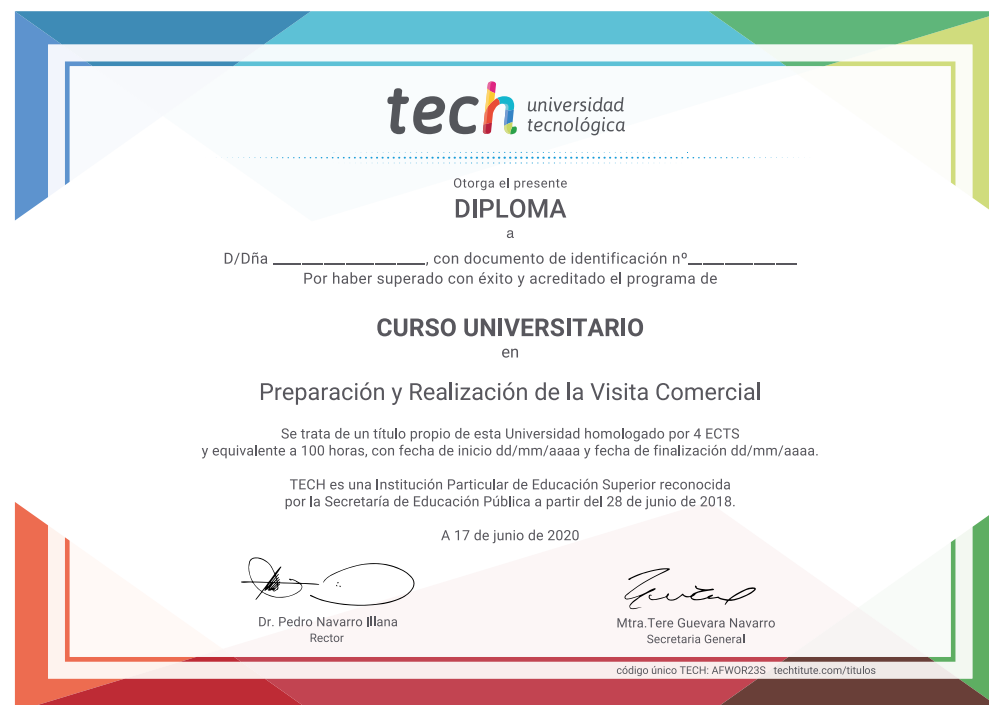 tech universidad
tecnológica
Otorga el presente
DIPLOMA
a
D/Dña __________________, con documento de identificación nº____________
Por haber superado con éxito y acreditado el programa de
CURSO UNIVERSITARIO
en
Preparación y Realización de la Visita Comercial
Se trata de un título propio de esta Universidad homologado por 4 ECTS
y equivalente a 100 horas, con fecha de inicio dd/mm/aaaa y fecha de finalización dd/mm/aaaa.
TECH es una Institución Particular de Educación Superior reconocida
por la Secretaría de Educación Pública a partir del 28 de junio de 2018.
A 17 de junio de 2020
Dr. Pedro Navarro Illana
Rector
Mtra.Tere Guevara Navarro
Secretaria General
código único TECH: AFWOR23S techtitute.com/titulos